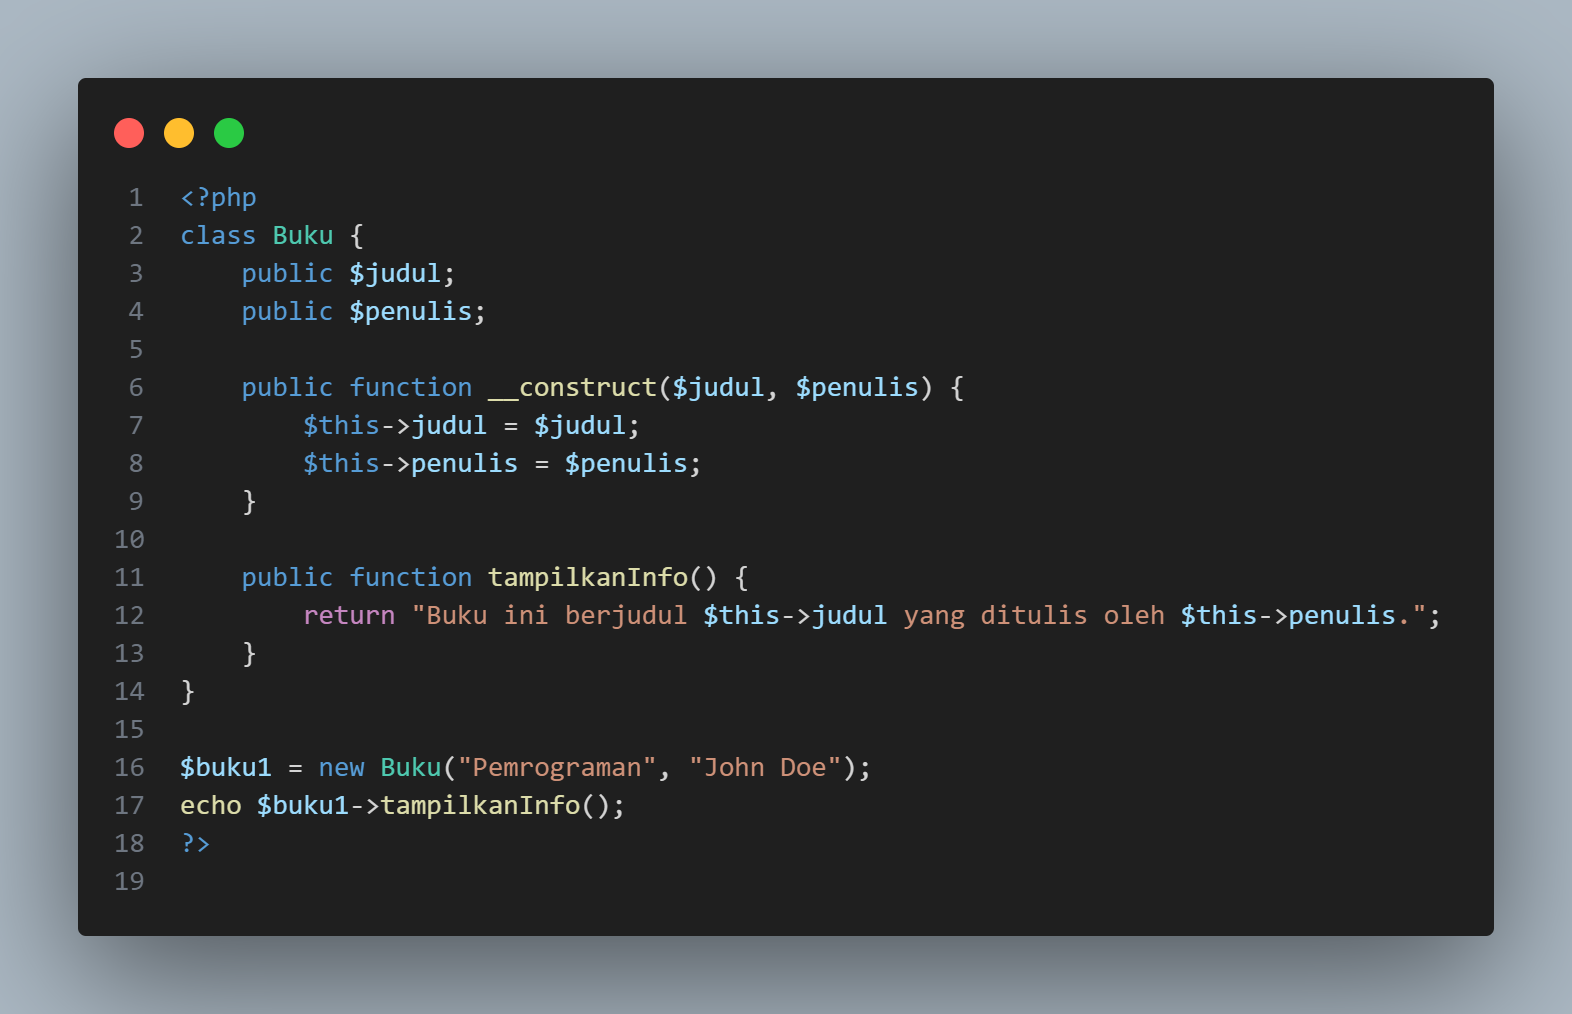 1 <?php
2 class Buku {
3     public $judul;
4     public $penulis;
5
6     public function __construct($judul, $penulis) {
7         $this->judul = $judul;
8         $this->penulis = $penulis;
9     }
10
11     public function tampilkanInfo() {
12         return "Buku ini berjudul $this->judul yang ditulis oleh $this->penulis.";
13     }
14 }
15
16 $buku1 = new Buku("Pemrograman", "John Doe");
17 echo $buku1->tampilkanInfo();
18 ?>
19